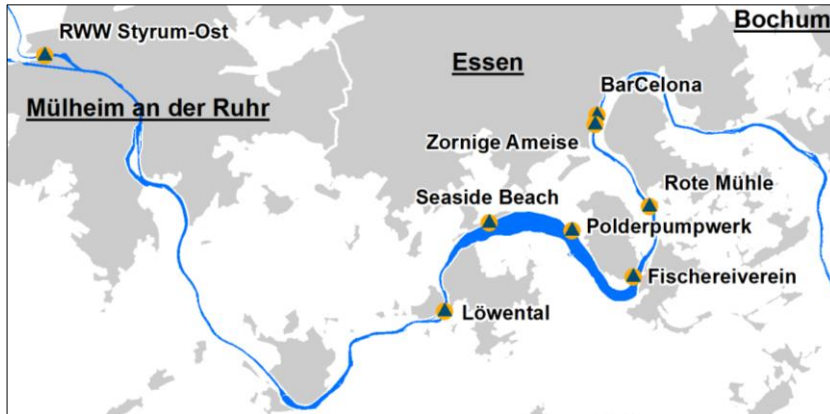 RWW Styrum-Ost
Bochum
Essen
BarCelona
Mülheim an der Ruhr
Zornige Ameise
Seaside Beach
Rote Mühle
Polderpumpwerk
Fischereiverein
Löwental